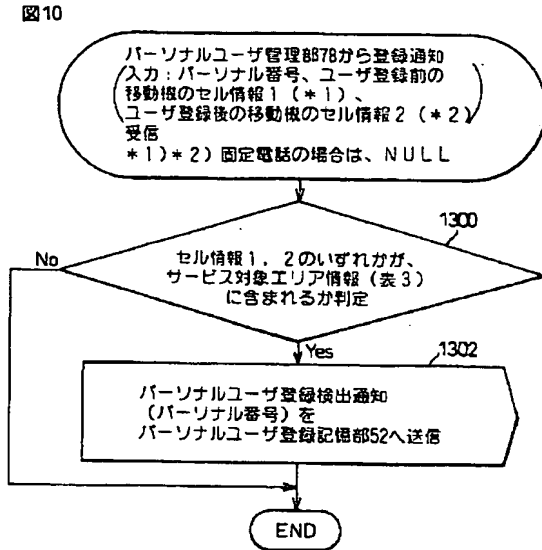 図10
パーソナルユーザ管理部78から登録通知
入力:パーソナル番号、ユーザ登録前の
移動機のセル情報1(*1)、
ユーザ登録後の移動機のセル情報2(*2)
受信
*1)*2)固定電話の場合は、NULL
1300
No
セル情報1,2のいずれかが、
サービス対象エリア情報(表3)
に含まれるか判定
Yes
1302
パーソナルユーザ登録検出通知
(パーソナル番号)を
パーソナルユーザ登録記憶部52へ送信
END